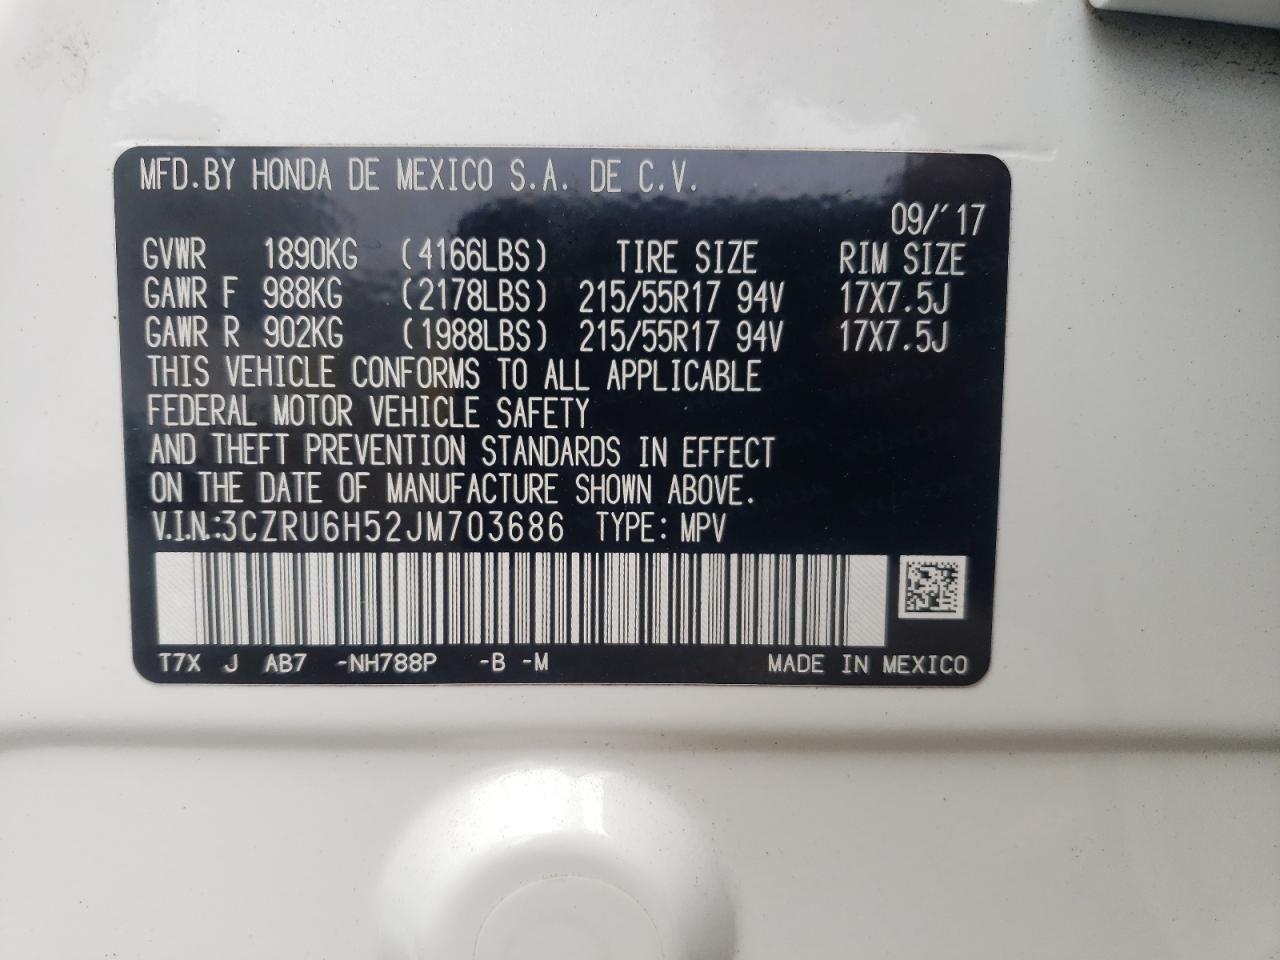 MFD.BY HONDA DE MEXICO S.A. DE C.V.
09/'17
GVWR 1890KG (4166LBS) TIRE SIZE RIM SIZE
GAWR F 988KG (2178LBS) 215/55R17 94V 17X7.5J
GAWR R 902KG (1988LBS) 215/55R17 94V 17X7.5J
THIS VEHICLE CONFORMS TO ALL APPLICABLE
FEDERAL MOTOR VEHICLE SAFETY
AND THEFT PREVENTION STANDARDS IN EFFECT
ON THE DATE OF MANUFACTURE SHOWN ABOVE.
V.I.N.:3CZRU6H52JM703686 TYPE: MPV
T7X J AB7 -NH788P -B -M MADE IN MEXICO